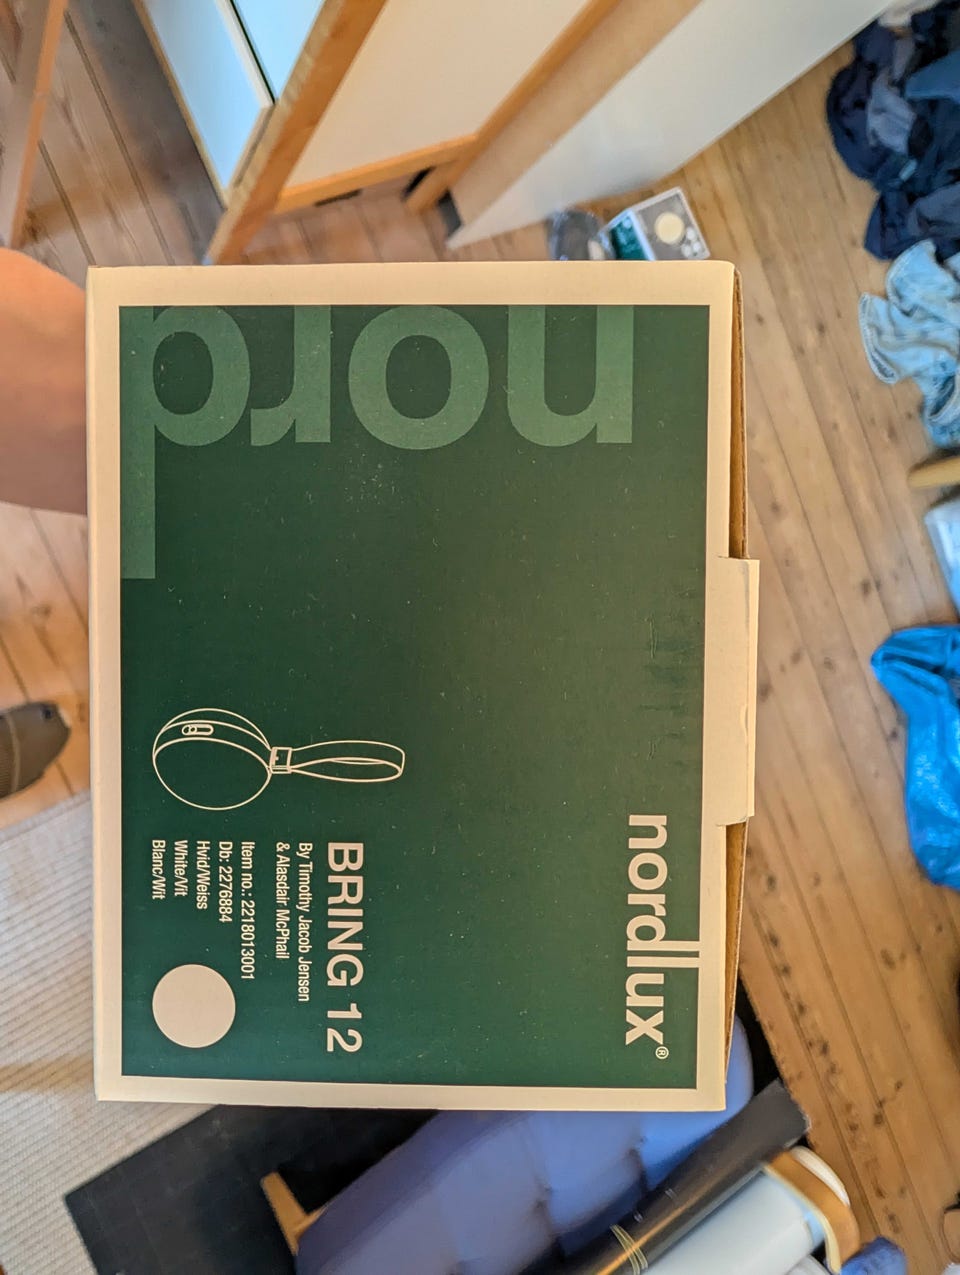 nord
nordlux®
BRING 12
By Timothy Jacob Jensen
& Alasdair McPhail
Item no.: 2218013001
Db: 2276884
Hvid/Weiss
White/Vit
Blanc/Wit